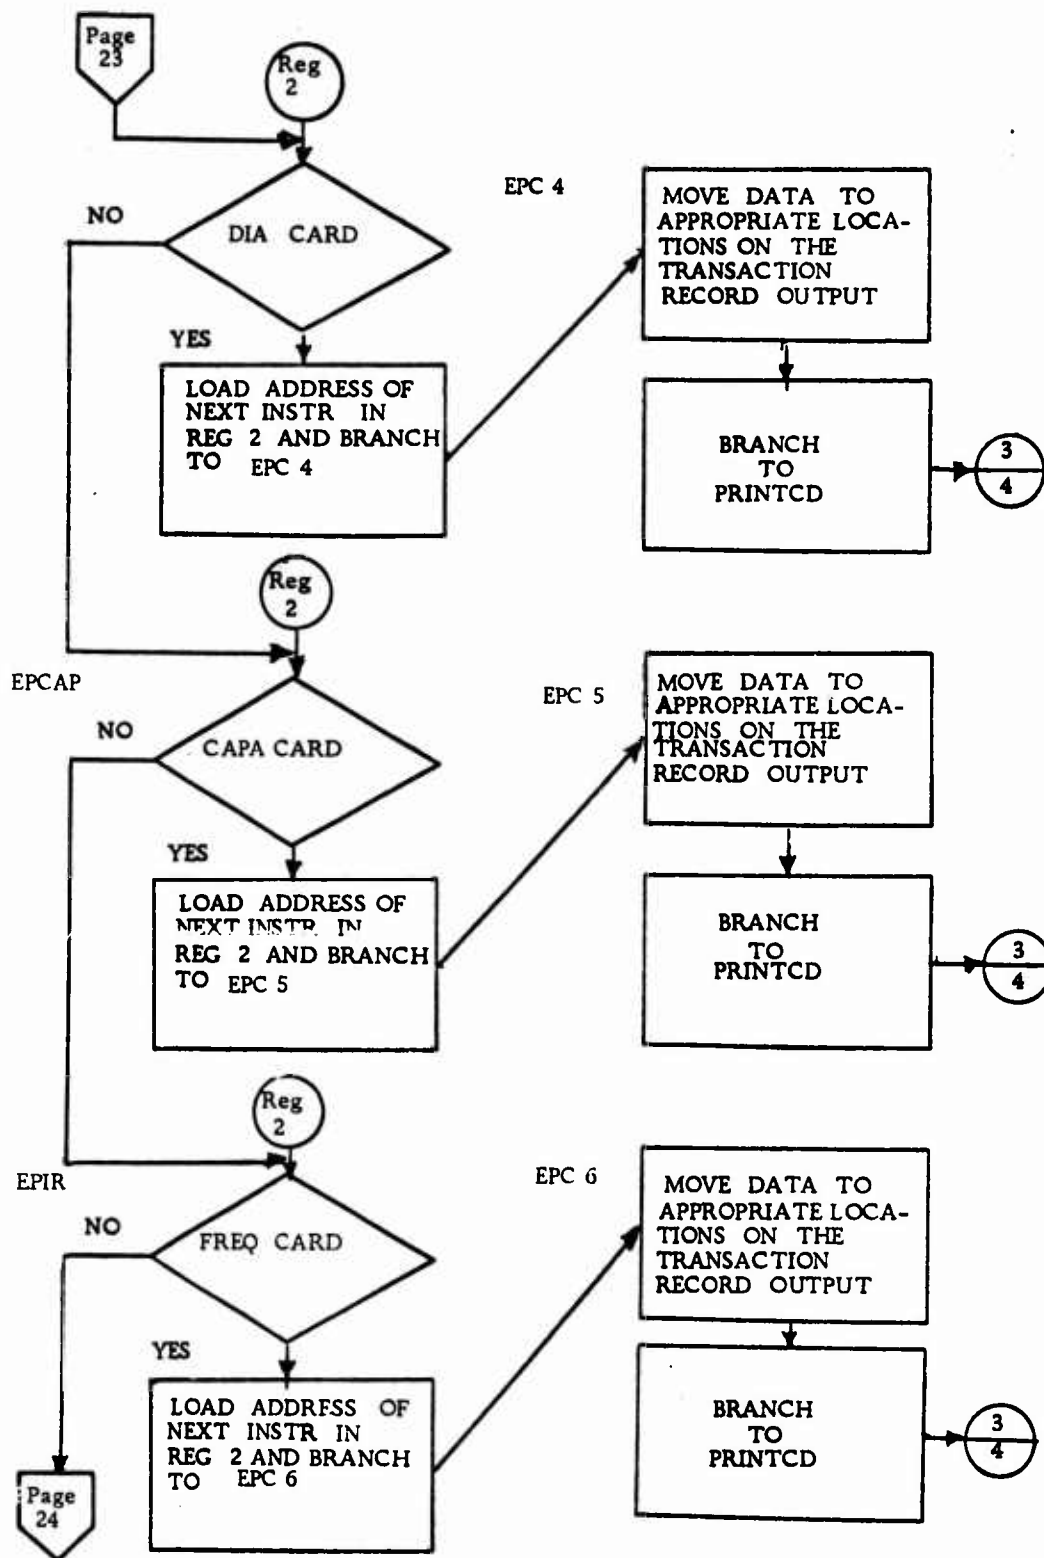 Page
23
Reg
2
NO
DIA CARD
YES
LOAD ADDRESS OF
NEXT INSTR IN
REG 2 AND BRANCH
TO EPC 4
EPC 4
MOVE DATA TO
APPROPRIATE LOCA-
TIONS ON THE
TRANSACTION
RECORD OUTPUT
BRANCH
TO
PRINTCD
3
4
Reg
2
EPCAP
NO
CAPA CARD
YES
LOAD ADDRESS OF
NEXT INSTR IN
REG 2 AND BRANCH
TO EPC 5
EPC 5
MOVE DATA TO
APPROPRIATE LOCA-
TIONS ON THE
TRANSACTION
RECORD OUTPUT
BRANCH
TO
PRINTCD
3
4
Reg
2
EPIR
NO
FREQ CARD
YES
LOAD ADDRESS OF
NEXT INSTR IN
REG 2 AND BRANCH
TO EPC 6
EPC 6
MOVE DATA TO
APPROPRIATE LOCA-
TIONS ON THE
TRANSACTION
RECORD OUTPUT
BRANCH
TO
PRINTCD
3
4
Page
24